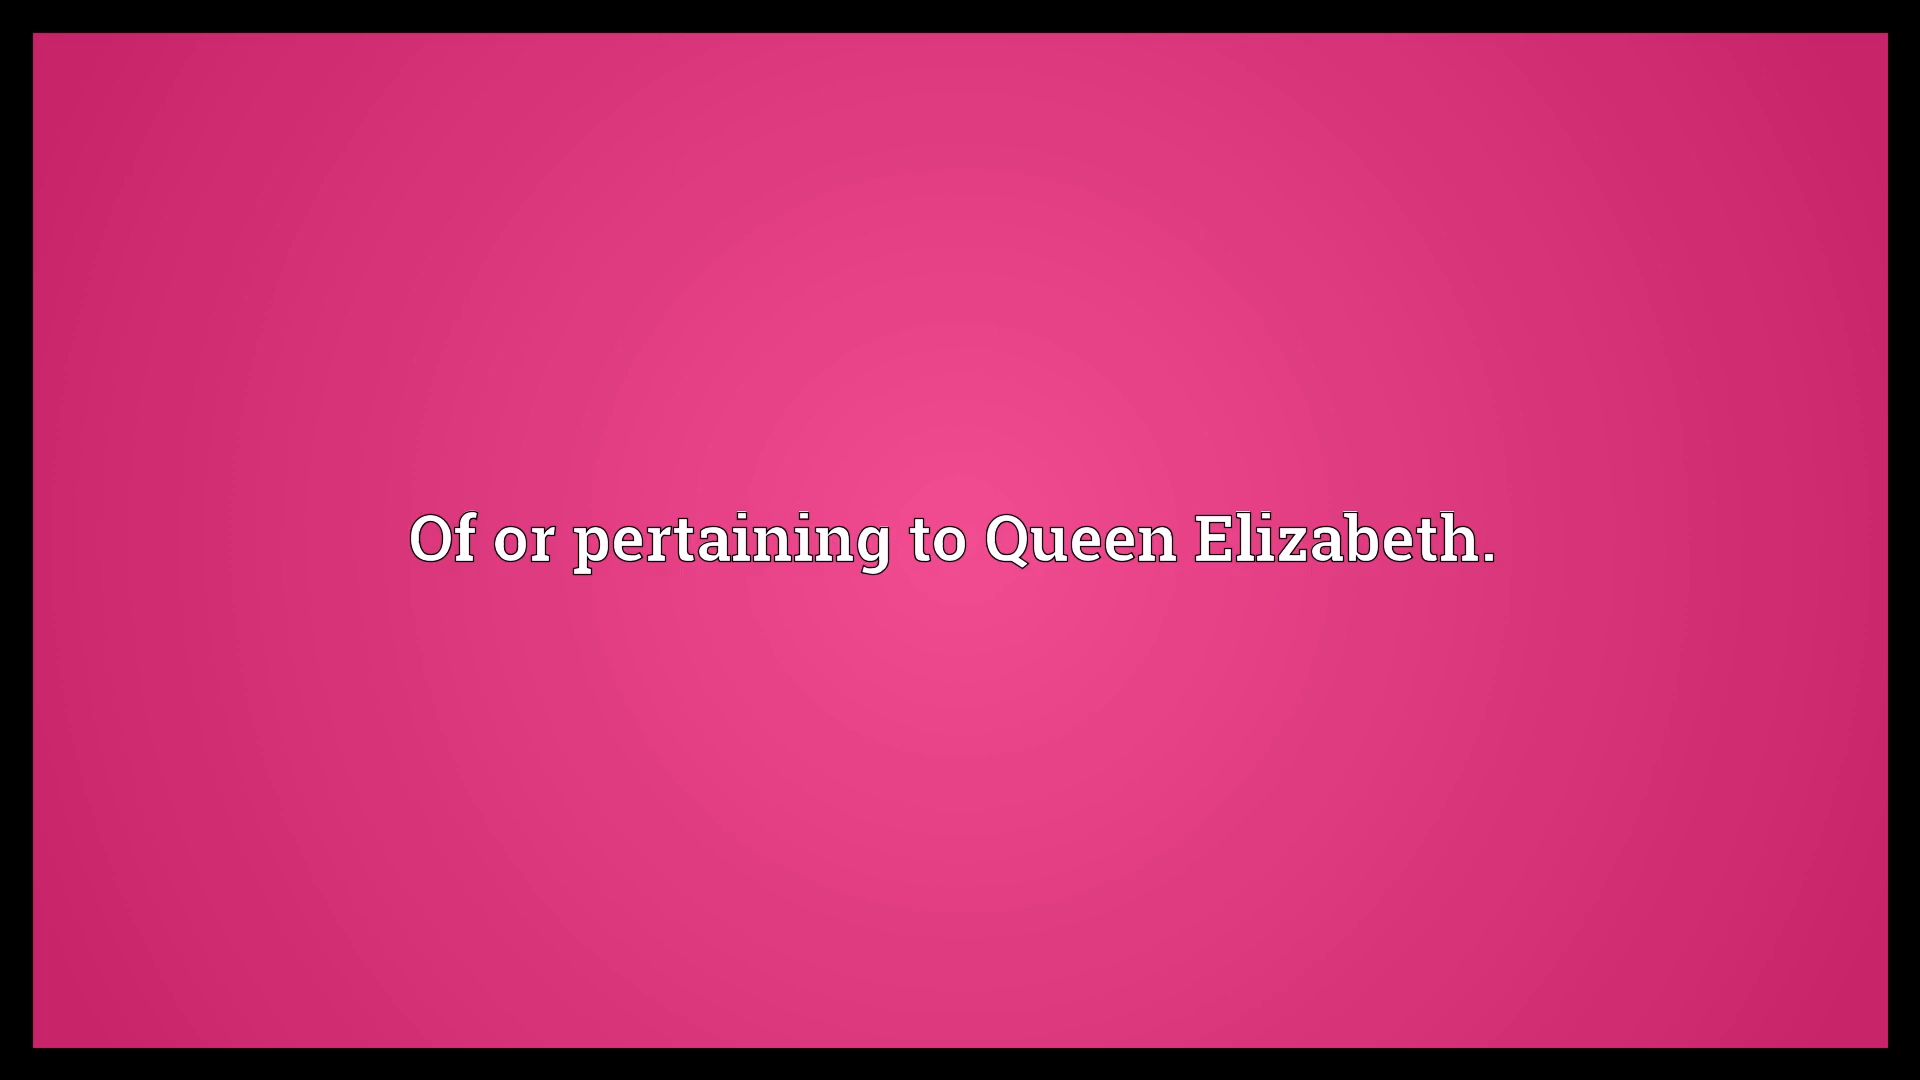 Of or pertaining to Queen Elizabeth.